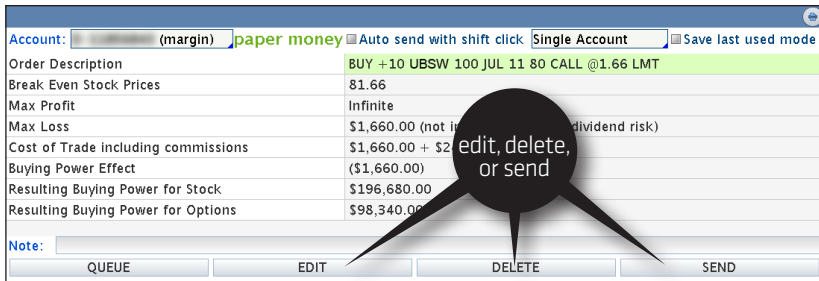 Account: (margin) paper money Auto send with shift click Single Account Save last used mode
Order Description BUY +10 UBSW 100 JUL 11 80 CALL @1.66 LMT
Break Even Stock Prices 81.66
Max Profit Infinite
Max Loss $1,660.00 (not dividend risk)
Cost of Trade including commissions $1,660.00 +
edit, delete,
or send
Buying Power Effect ($1,660.00)
Resulting Buying Power for Stock $196,680.00
Resulting Buying Power for Options $98,340.00
Note:
QUEUE EDIT DELETE SEND